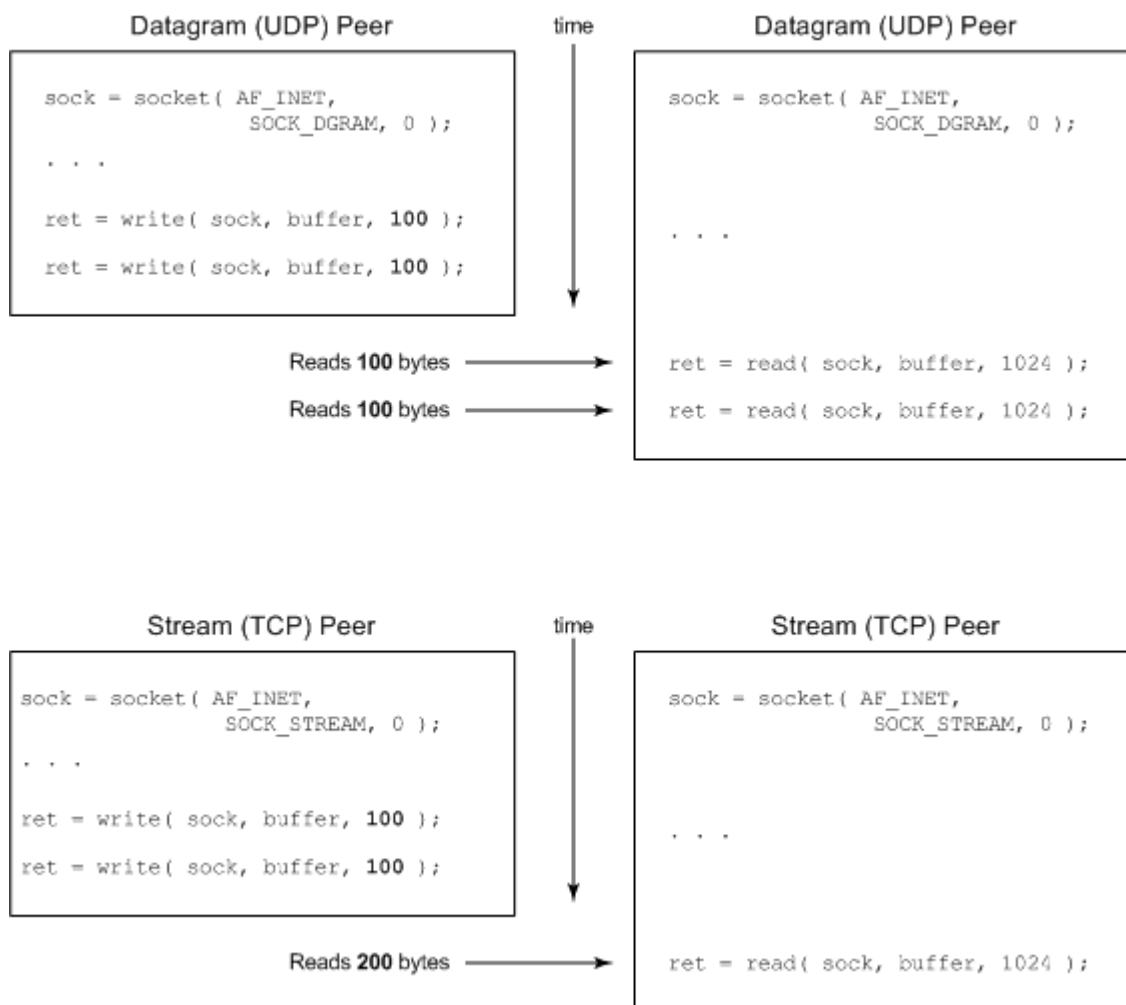 Datagram (UDP) Peer
time
Datagram (UDP) Peer
sock = socket( AF_INET,
SOCK_DGRAM, 0 );
. . .
ret = write( sock, buffer, 100 );
ret = write( sock, buffer, 100 );
sock = socket( AF_INET,
SOCK_DGRAM, 0 );
. . .
Reads 100 bytes
ret = read( sock, buffer, 1024 );
Reads 100 bytes
ret = read( sock, buffer, 1024 );
Stream (TCP) Peer
time
Stream (TCP) Peer
sock = socket( AF_INET,
SOCK_STREAM, 0 );
. . .
ret = write( sock, buffer, 100 );
ret = write( sock, buffer, 100 );
sock = socket( AF_INET,
SOCK_STREAM, 0 );
. . .
Reads 200 bytes
ret = read( sock, buffer, 1024 );